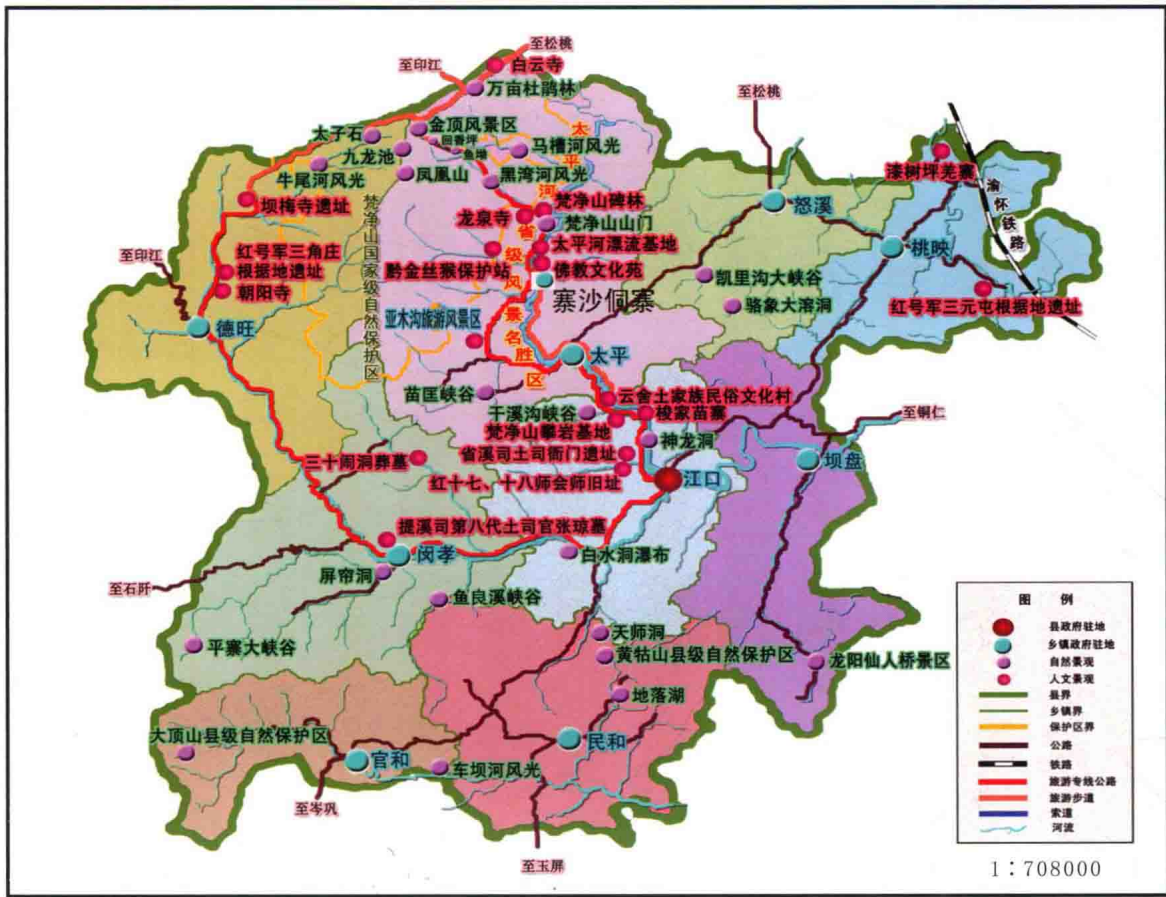 至松桃
至印江
白云寺
万亩杜鹃林
至松桃
太子石
金顶风景区
回香坪
鱼坳
九龙池
马槽河风光
牛尾河风光
凤凰山
黑湾河风光
太平河省级风景名胜区
漆树坪羌寨
渝怀铁路
坝梅寺遗址
梵净山国家级自然保护区
龙泉寺
梵净山碑林
梵净山山门
怒溪
桃映
红号军三角庄
根据地遗址
太平河漂流基地
黔金丝猴保护站
佛教文化苑
凯里沟大峡谷
至印江
朝阳寺
寨沙侗寨
骆象大溶洞
红号军三元屯根据地遗址
德旺
亚木沟旅游风景区
太平
苗匡峡谷
云舍土家族民俗文化村
干溪沟峡谷
梭家苗寨
至铜仁
梵净山攀岩基地
神龙洞
三十闹洞葬墓
省溪司土司衙门遗址
坝盘
红十七、十八师会师旧址
江口
提溪司第八代土司官张琼墓
闵孝
白水洞瀑布
至石阡
屏帘洞
鱼良溪峡谷
天师洞
平寨大峡谷
黄牯山县级自然保护区
龙阳仙人桥景区
地落湖
大顶山县级自然保护区
官和
民和
车坝河风光
至岑巩
至玉屏
图 例
县政府驻地
乡镇政府驻地
自然景观
人文景观
县界
乡镇界
保护区界
公路
铁路
旅游专线公路
旅游步道
索道
河流
1：708000